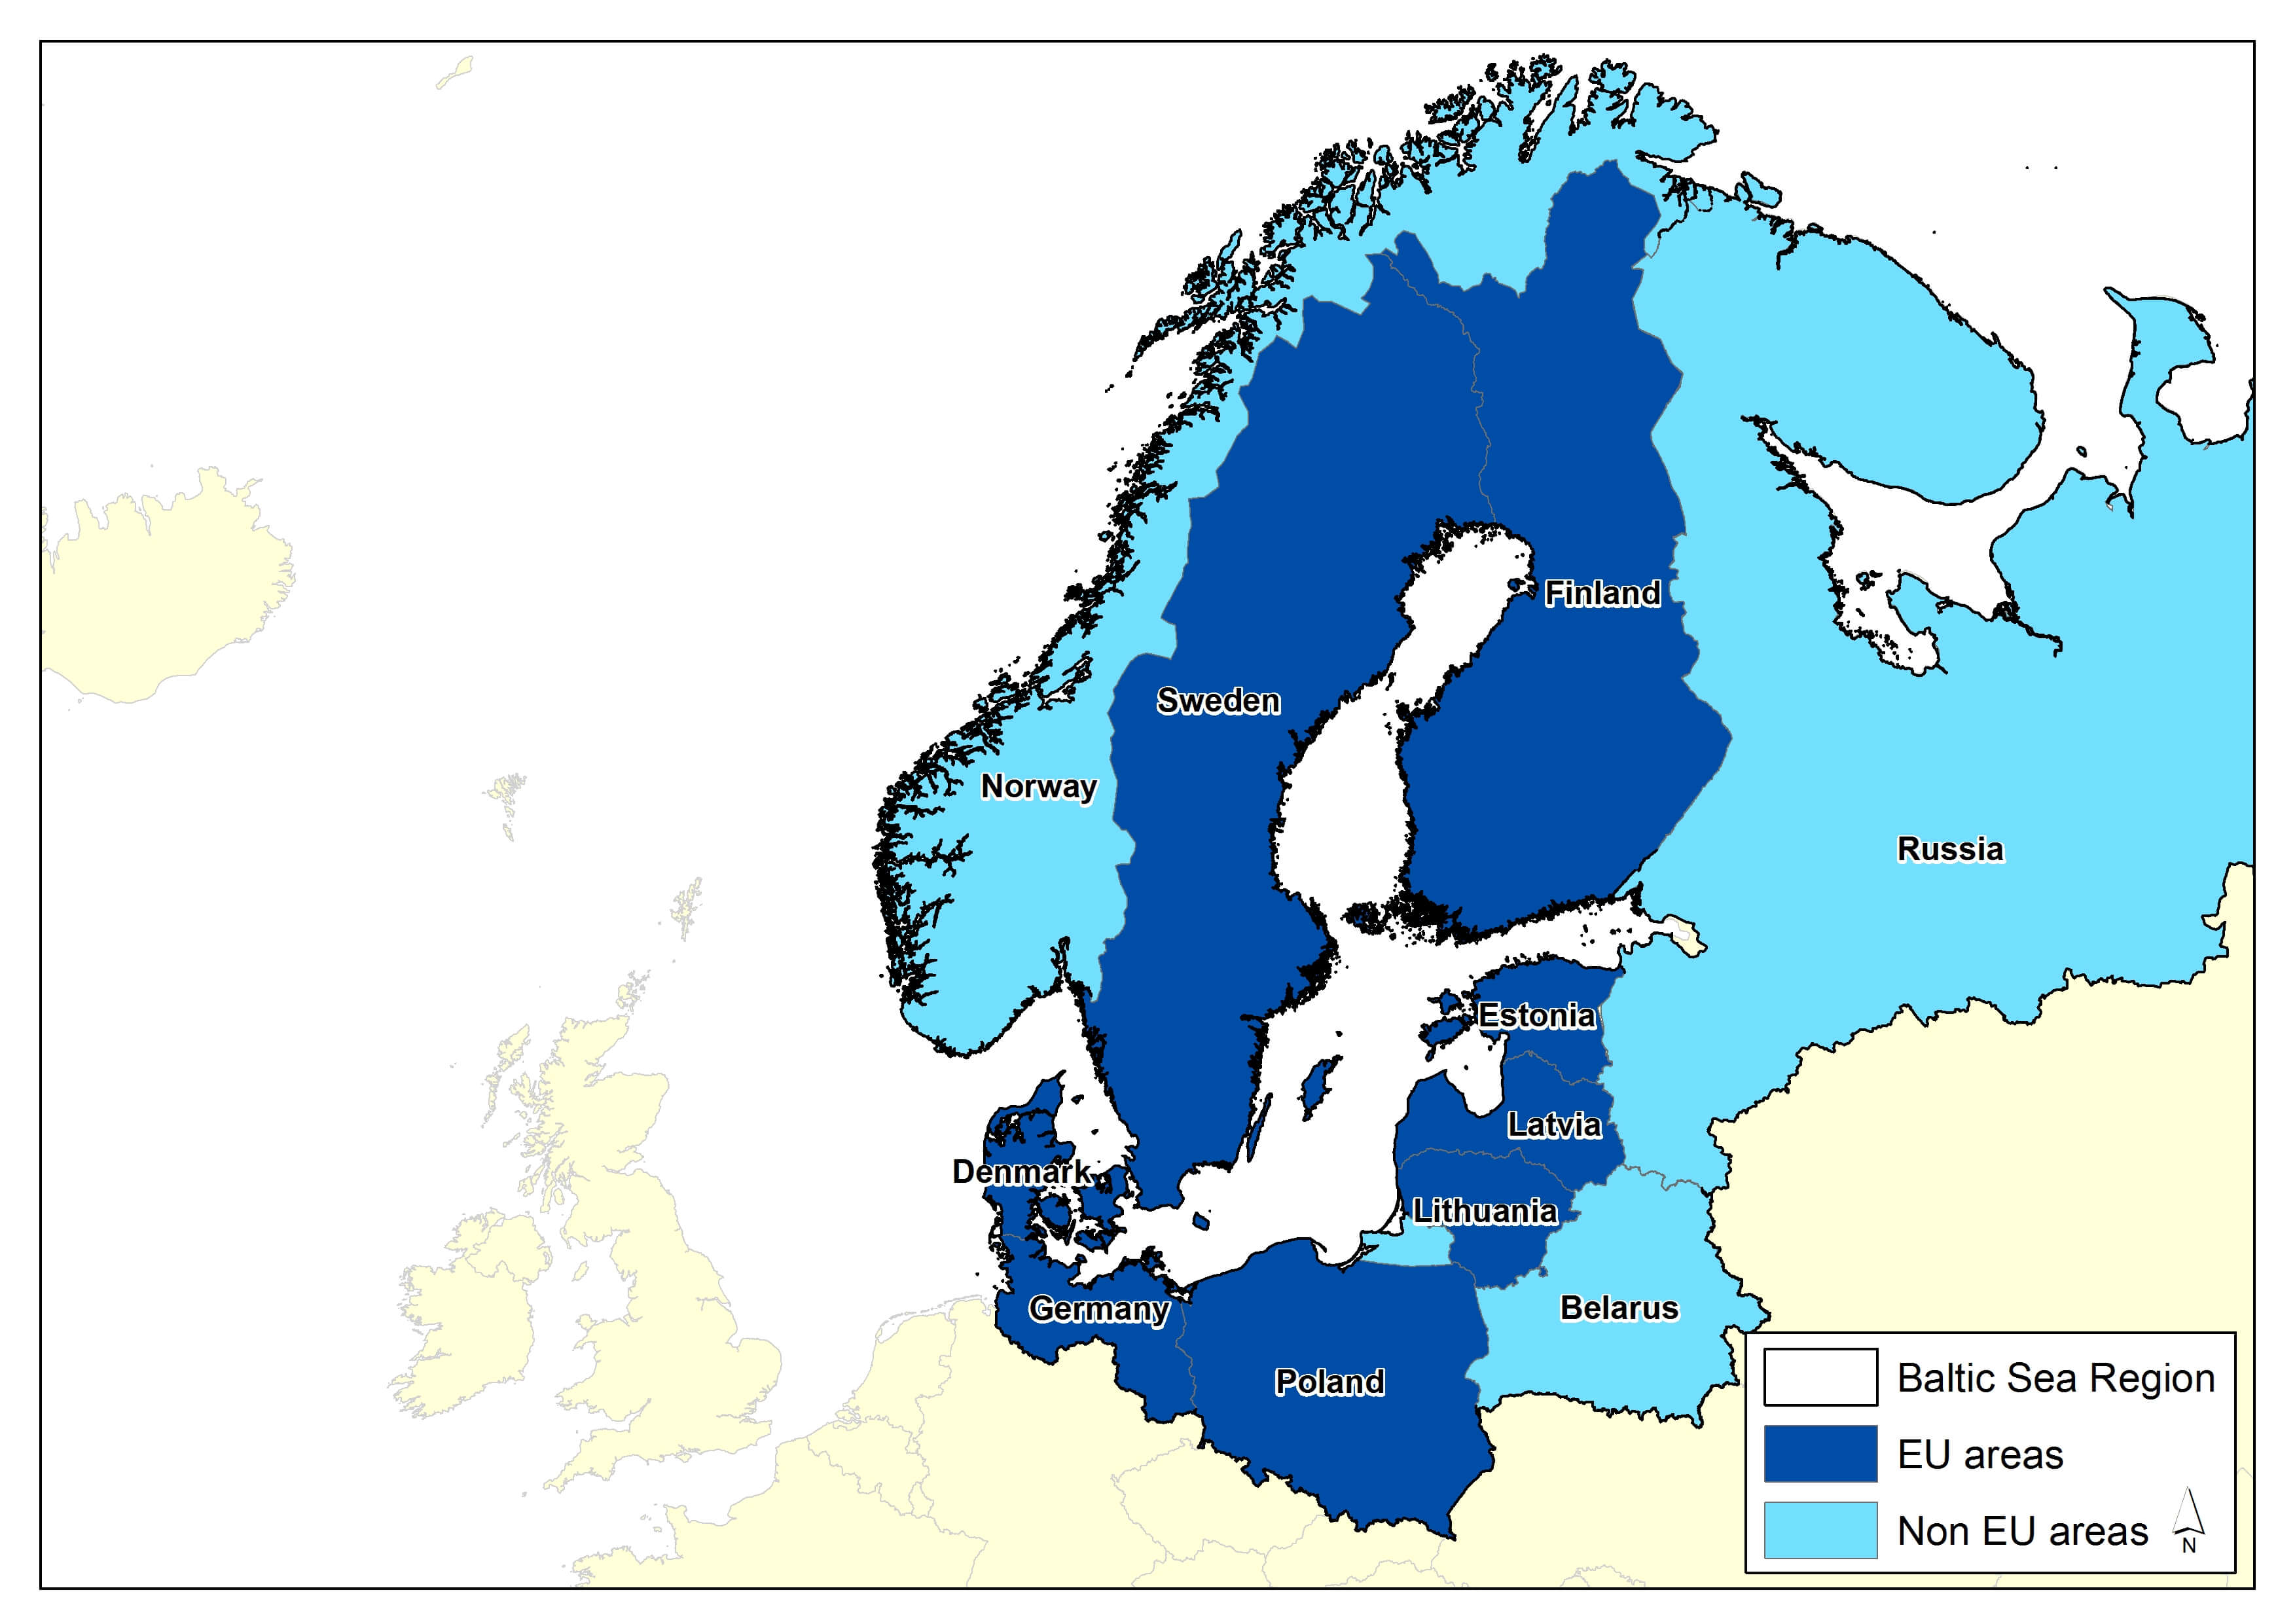 Finland
Sweden
Norway
Russia
Estonia
Latvia
Denmark
Lithuania
Germany
Belarus
Poland
Baltic Sea Region
EU areas
Non EU areas
N